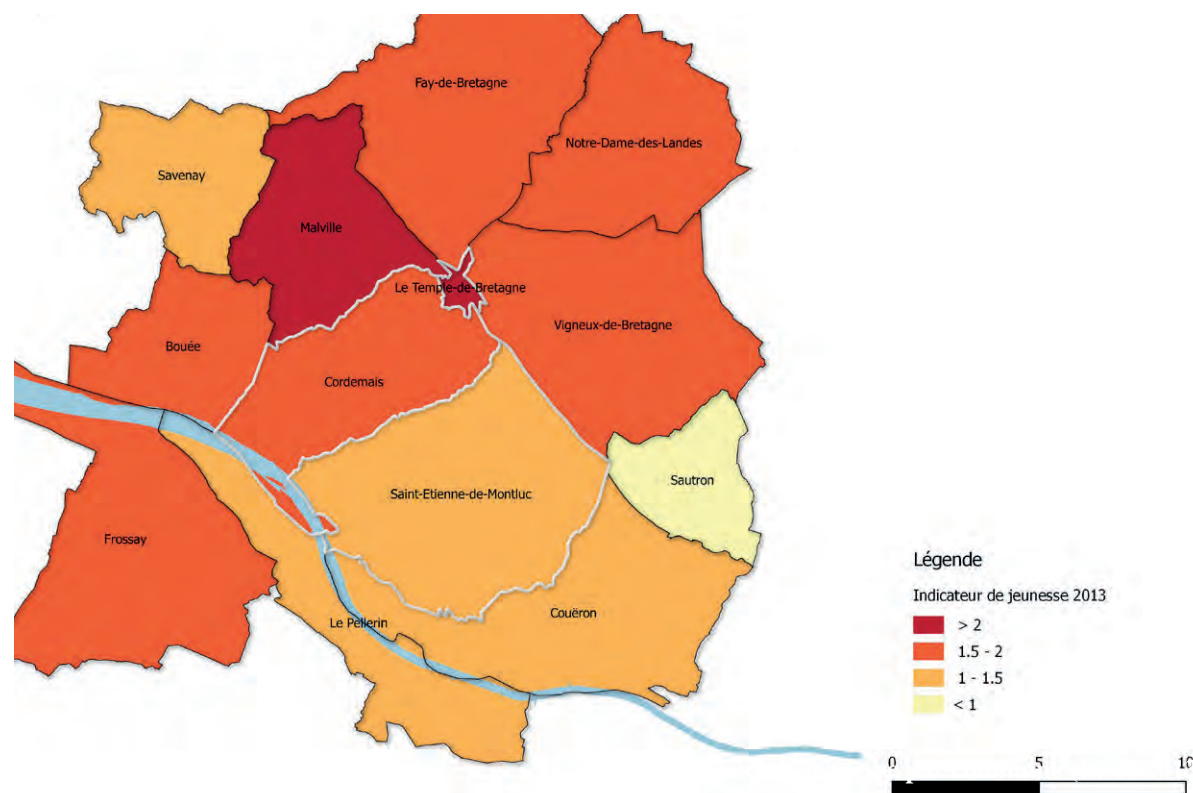 Fay-de-Bretagne
Notre-Dame-des-Landes
Savenay
Malville
Le Temple-de-Bretagne
Vigneux-de-Bretagne
Bouée
Cordemais
Sautron
Saint-Etienne-de-Montluc
Frossay
Couëron
Le Pellerin
Légende
Indicateur de jeunesse 2013
> 2
1.5 - 2
1 - 1.5
< 1
0 5 10